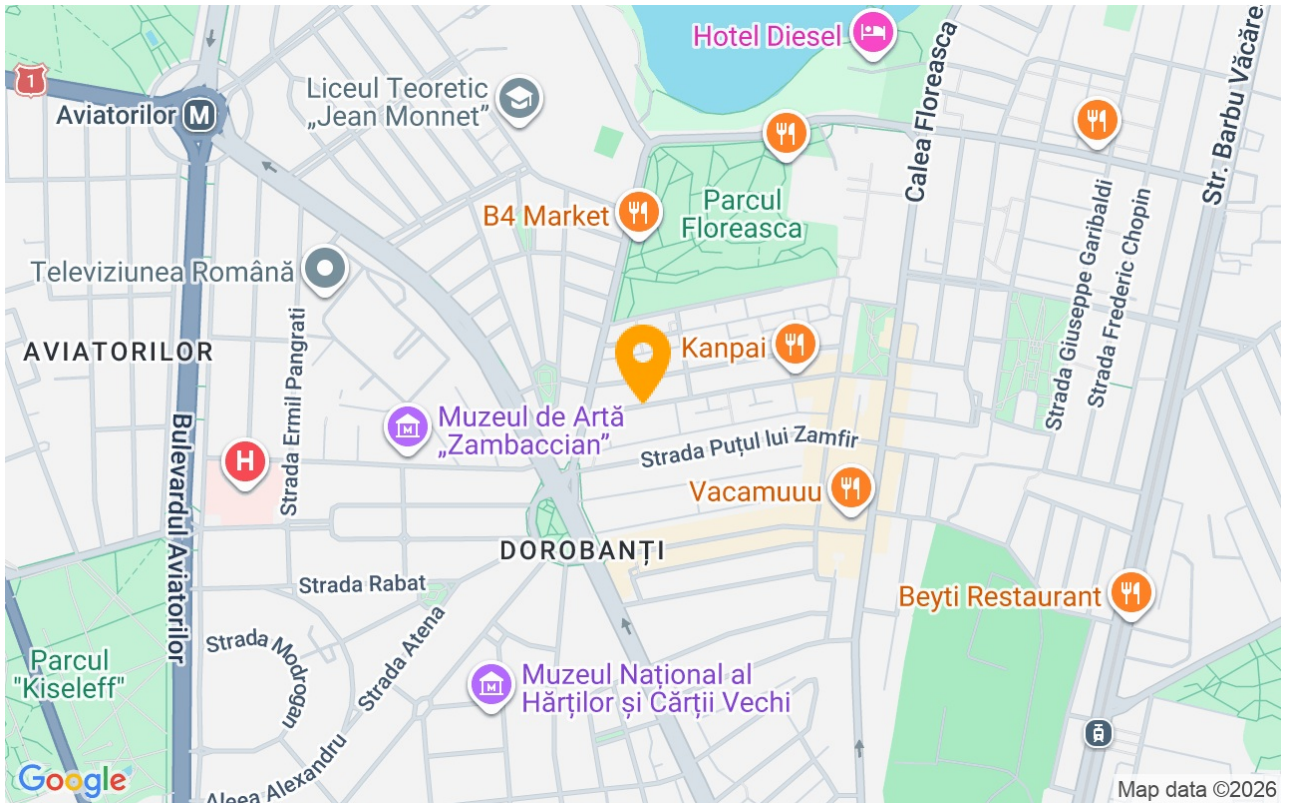 Hotel Diesel
1
Liceul Teoretic
„Jean Monnet”
Aviatorilor M
Calea Floreasca
Str. Barbu Văcăre
B4 Market
Parcul
Floreasca
Strada Giuseppe Garibaldi
Strada Frederic Chopin
Televiziunea Română
AVIATORILOR
Strada Ermil Pangrati
Kanpai
Muzeul de Artă
„Zambaccian”
Strada Puțul lui Zamfir
H
Bulevardul Aviatorilor
Vacamuuu
DOROBANȚI
Strada Rabat
Beyti Restaurant
Strada Modrogan
Strada Atena
Parcul
"Kiseleff"
Muzeul Național al
Hărților și Cărții Vechi
Aleea Alexandru
Google
Map data ©2026